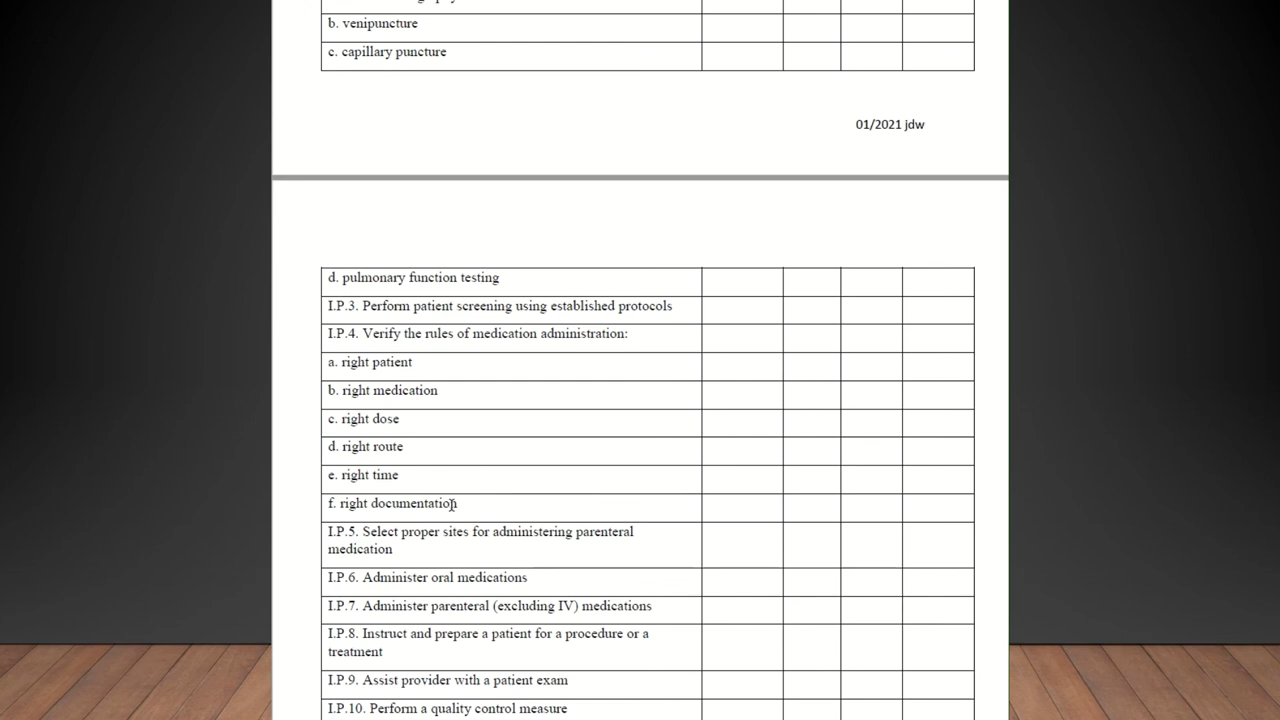 b. venipuncture
c. capillary puncture
01/2021 jdw
d. pulmonary function testing
I.P.3. Perform patient screening using established protocols
I.P.4. Verify the rules of medication administration:
a. right patient
b. right medication
c. right dose
d. right route
e. right time
f. right documentation
I.P.5. Select proper sites for administering parenteral
medication
I.P.6. Administer oral medications
I.P.7. Administer parenteral (excluding IV) medications
I.P.8. Instruct and prepare a patient for a procedure or a
treatment
I.P.9. Assist provider with a patient exam
I.P.10. Perform a quality control measure